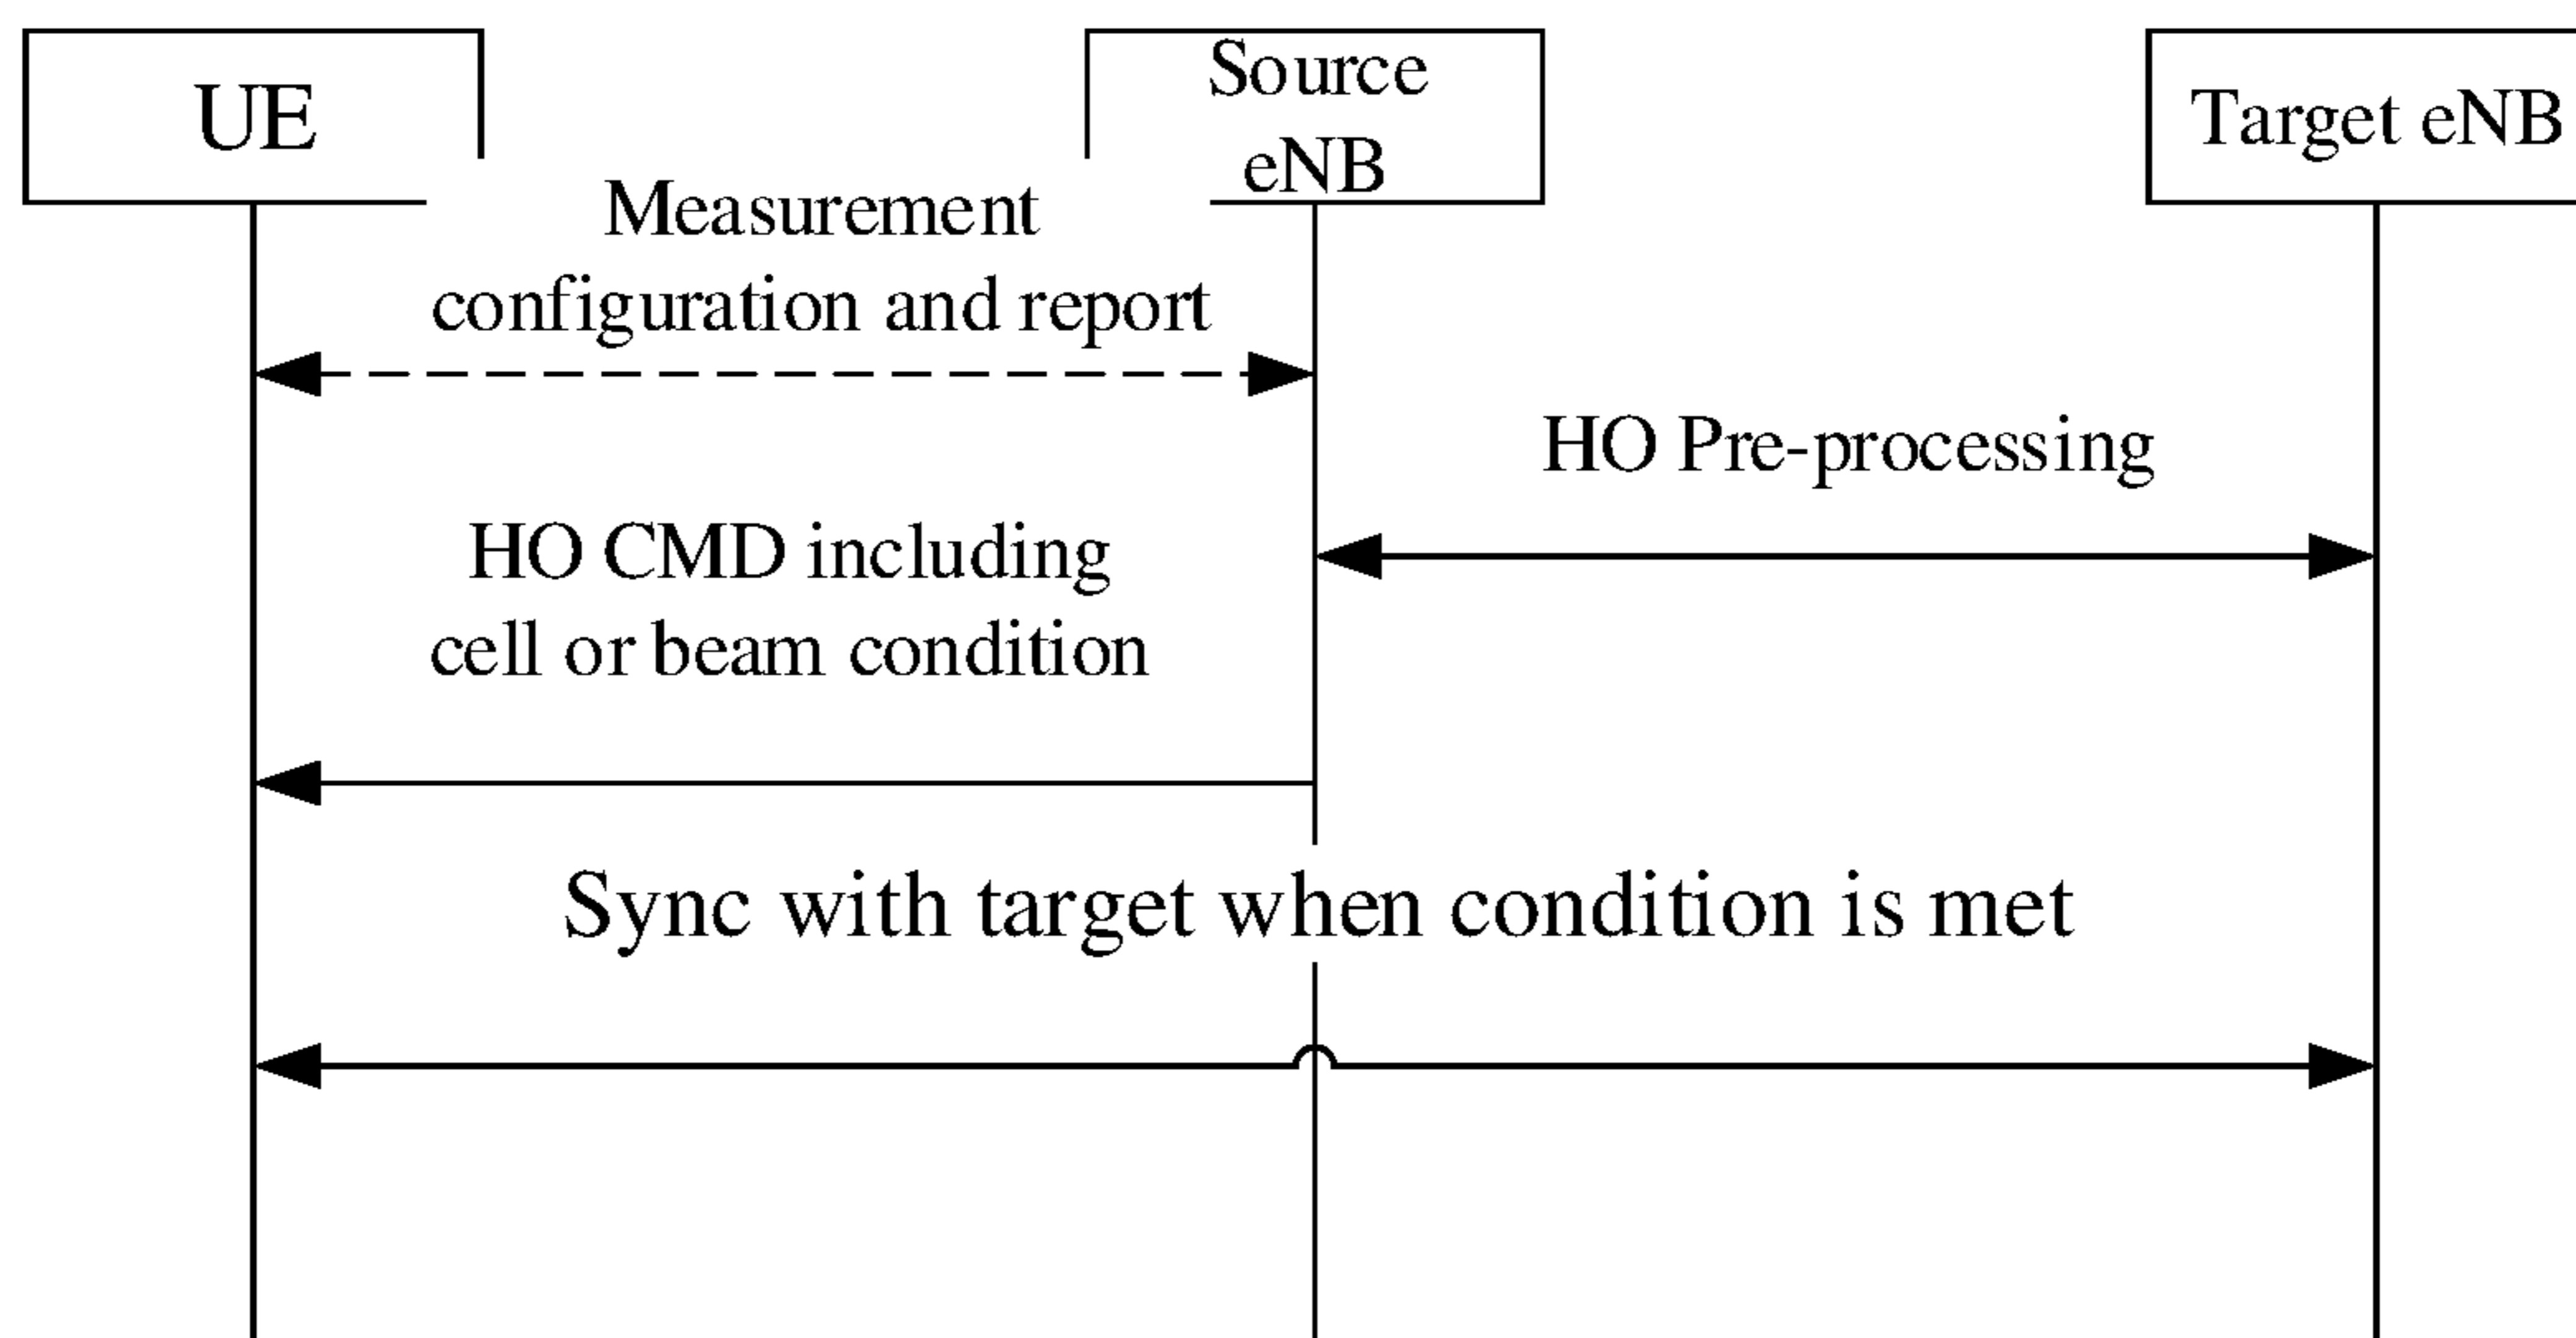 UE
Source
eNB
Target eNB
Measurement
configuration and report
HO Pre-processing
HO CMD including
cell or beam condition
Sync with target when condition is met